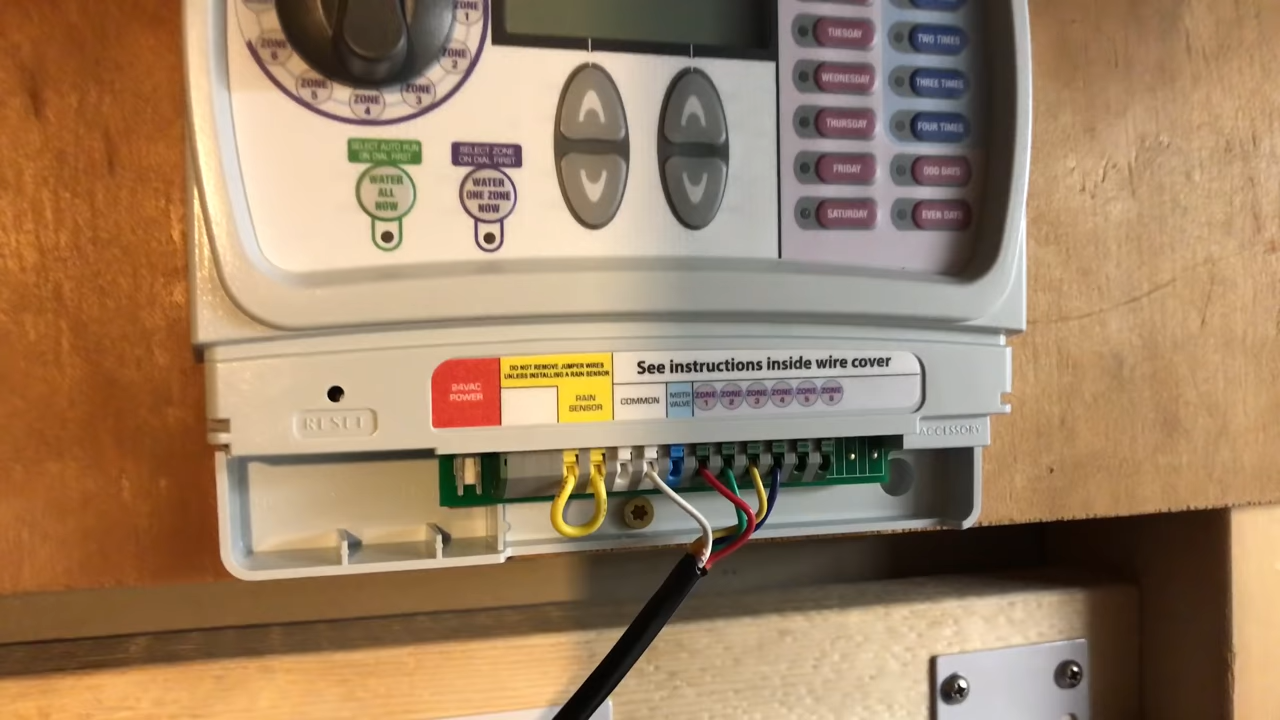 ZONE
1
ZONE
2
ZONE
3
ZONE
4
ZONE
5
ZONE
6
SELECT AUTO RUN
ON DIAL FIRST
WATER
ALL
NOW
SELECT ZONE
ON DIAL FIRST
WATER
ONE ZONE
NOW
TUESDAY
WEDNESDAY
THURSDAY
FRIDAY
SATURDAY
TWO TIMES
THREE TIMES
FOUR TIMES
ODD DAYS
EVEN DAYS
RESET
24VAC
POWER
DO NOT REMOVE JUMPER WIRES
UNLESS INSTALLING A RAIN SENSOR
RAIN
SENSOR
See instructions inside wire cover
COMMON
MSTR
VALVE
ZONE
1
ZONE
2
ZONE
3
ZONE
4
ZONE
5
ZONE
6
ACCESSORY